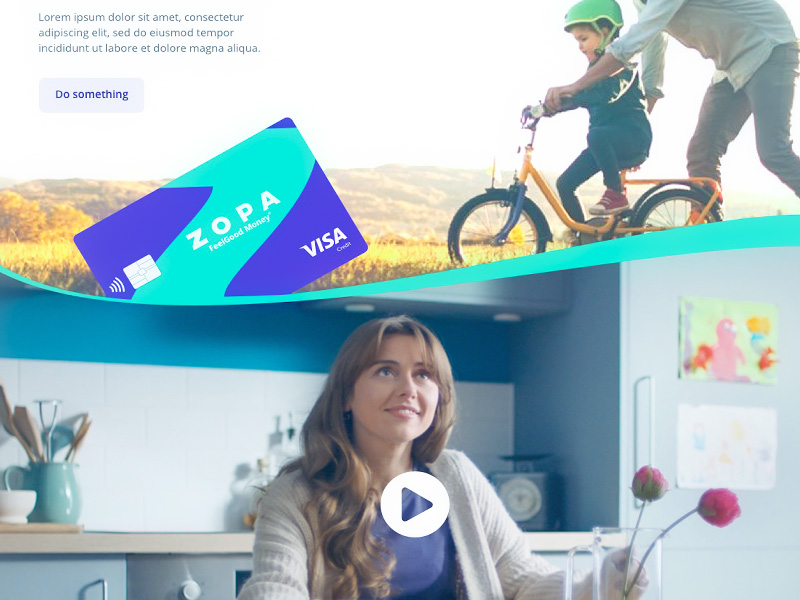 Lorem ipsum dolor sit amet, consectetur
adipiscing elit, sed do eiusmod tempor
incididunt ut labore et dolore magna aliqua.
Do something
ZOPA
FeelGood Money™
VISA
Credit